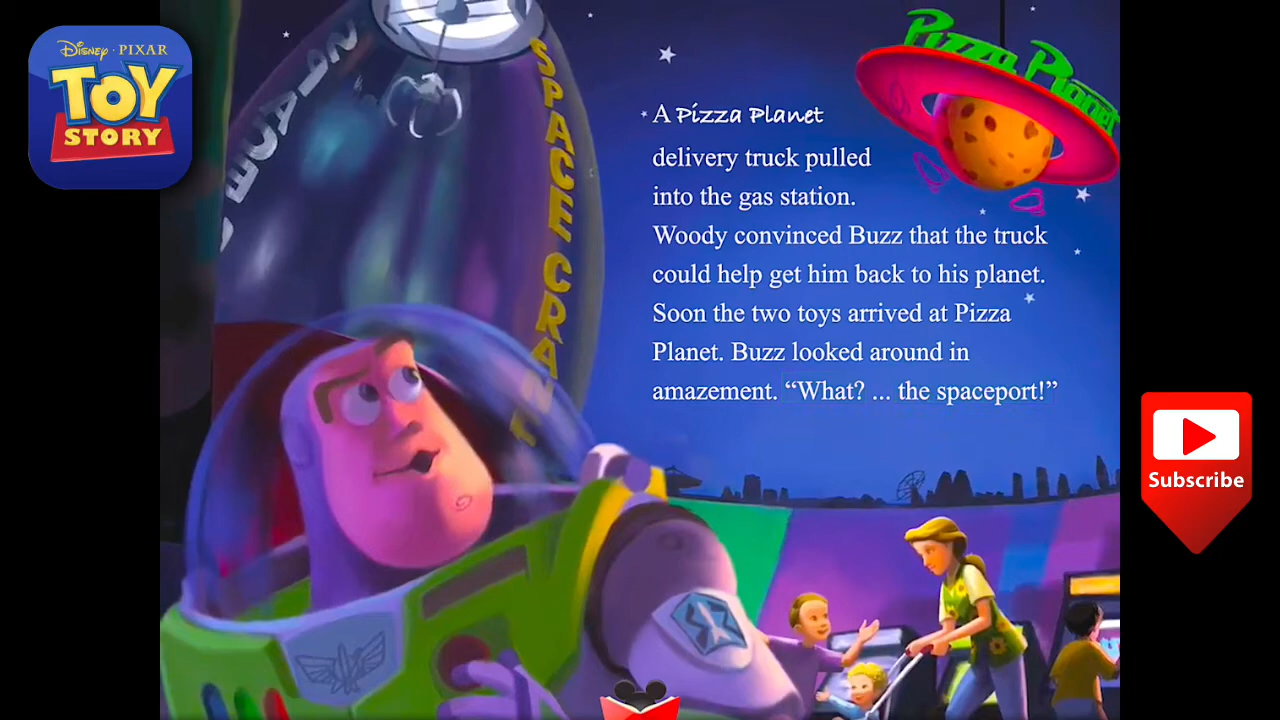 Disney · PIXAR
TOY
STORY
SPACE CRANE
Pizza Planet
A Pizza Planet
delivery truck pulled
into the gas station.
Woody convinced Buzz that the truck
could help get him back to his planet.
Soon the two toys arrived at Pizza
Planet. Buzz looked around in
amazement. “What? ... the spaceport!”
Subscribe